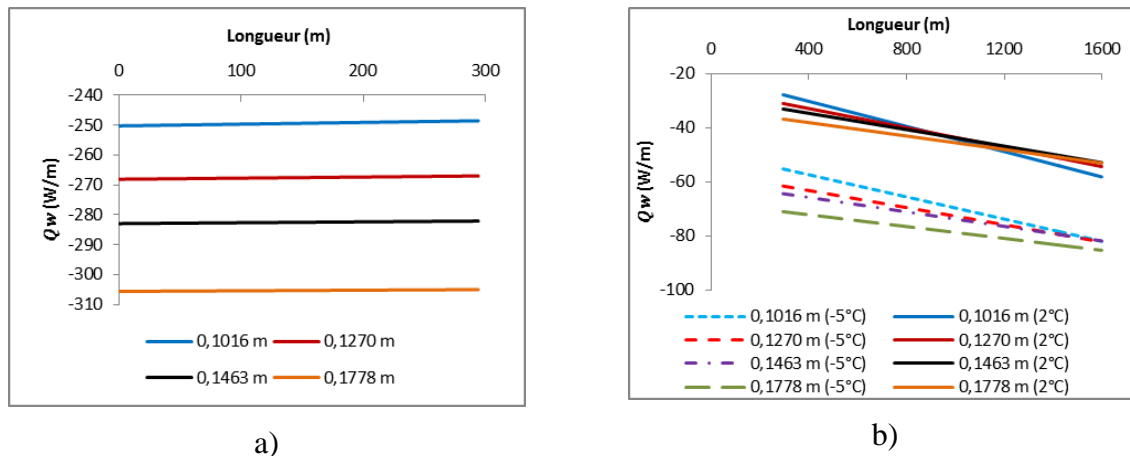 Longueur (m)
0 100 200 300
-240
-250
-260
-270
-280
-290
-300
-310
Qw (W/m)
0,1016 m 0,1270 m
0,1463 m 0,1778 m
a)
Longueur (m)
0 400 800 1200 1600
-20
-40
-60
-80
-100
Qw (W/m)
0,1016 m (-5°C) 0,1016 m (2°C)
0,1270 m (-5°C) 0,1270 m (2°C)
0,1463 m (-5°C) 0,1463 m (2°C)
0,1778 m (-5°C) 0,1778 m (2°C)
b)